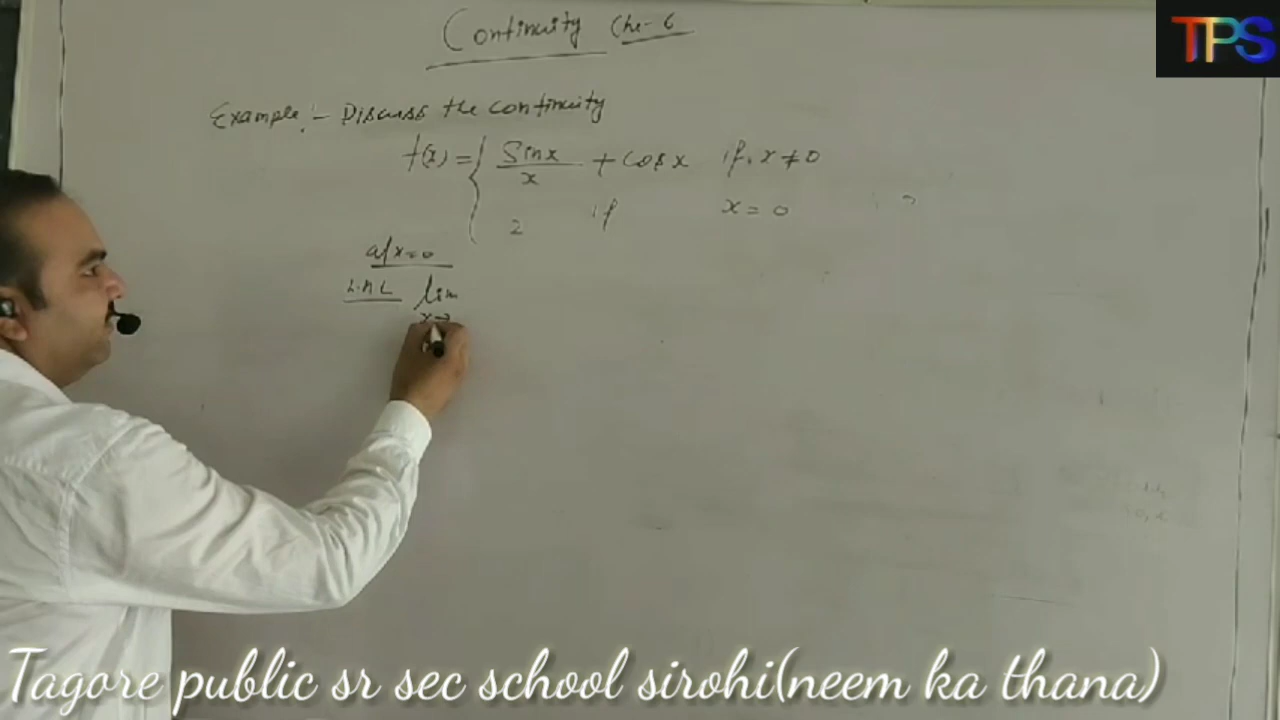 Continuity Ch-6
TPS
Example:- Discuss the continuity
f(x) = { Sinx/x + Cosx if x ≠ 0
2 if x = 0
at x=0
L.H.L lim
x→
Tagore public sr sec school sirohi(neem ka thana)